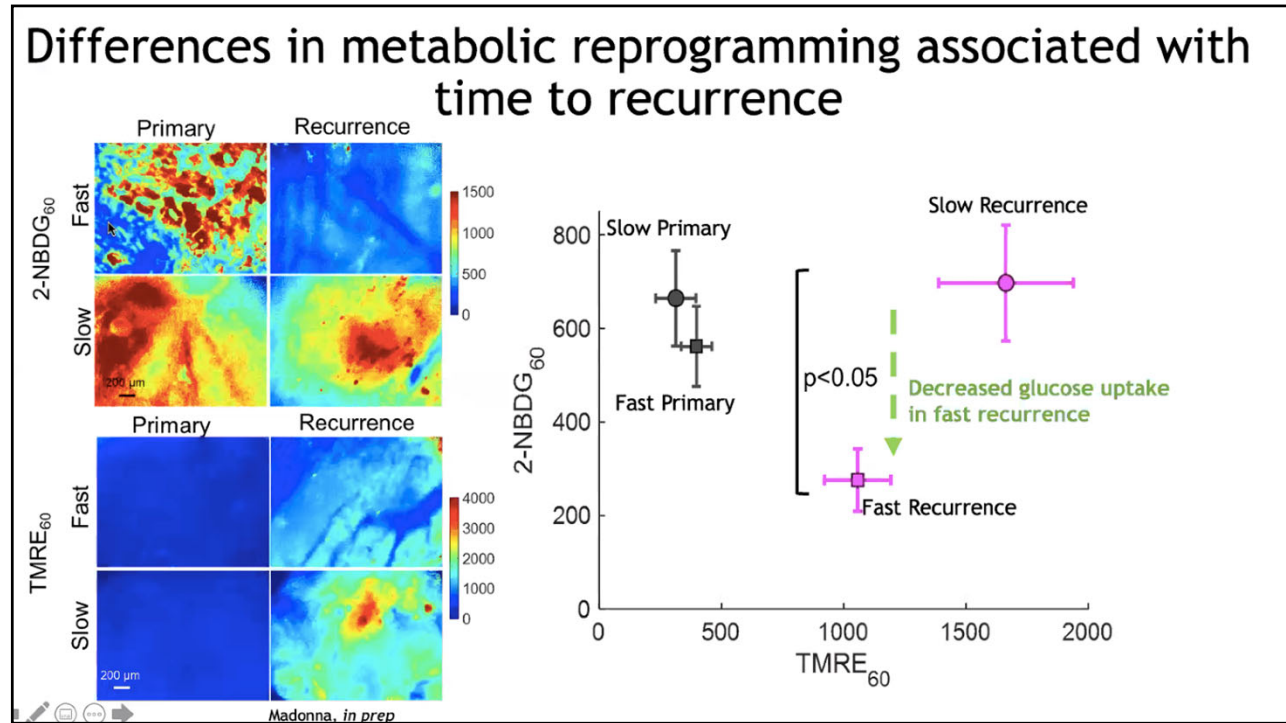 Differences in metabolic reprogramming associated with
time to recurrence
Primary
Recurrence
2-NBDG60
Fast
Slow
1500
1000
500
0
200 µm
Primary
Recurrence
TMRE60
Fast
Slow
4000
3000
2000
1000
0
200 µm
Madonna, in prep
2-NBDG60
800
600
400
200
0
0
500
1000
1500
2000
TMRE60
Slow Primary
Fast Primary
Slow Recurrence
p<0.05
Decreased glucose uptake
in fast recurrence
Fast Recurrence